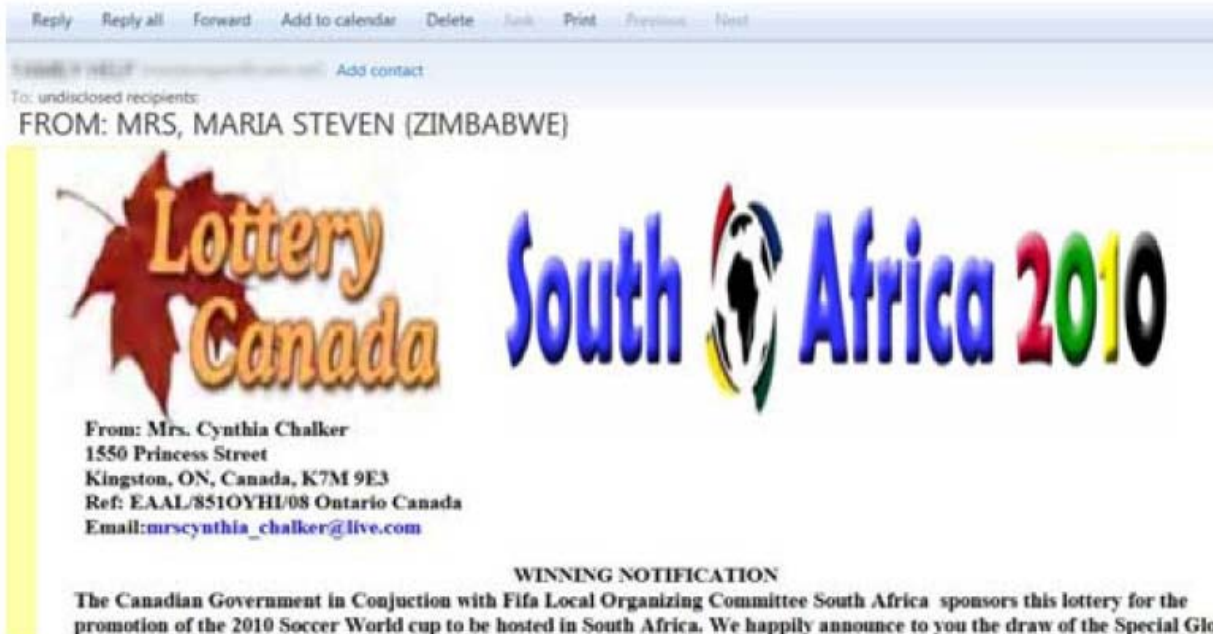 Reply Reply all Forward Add to calendar Delete Junk Print Previous Next
Add contact
To: undisclosed recipients:
FROM: MRS, MARIA STEVEN (ZIMBABWE)
Lottery
Canada
South Africa 2010
From: Mrs. Cynthia Chalker
1550 Princess Street
Kingston, ON, Canada, K7M 9E3
Ref: EAAL/851OYHI/08 Ontario Canada
Email:mrscynthia_chalker@live.com
WINNING NOTIFICATION
The Canadian Government in Conjuction with Fifa Local Organizing Committee South Africa sponsors this lottery for the
promotion of the 2010 Soccer World cup to be hosted in South Africa. We happily announce to you the draw of the Special Glo